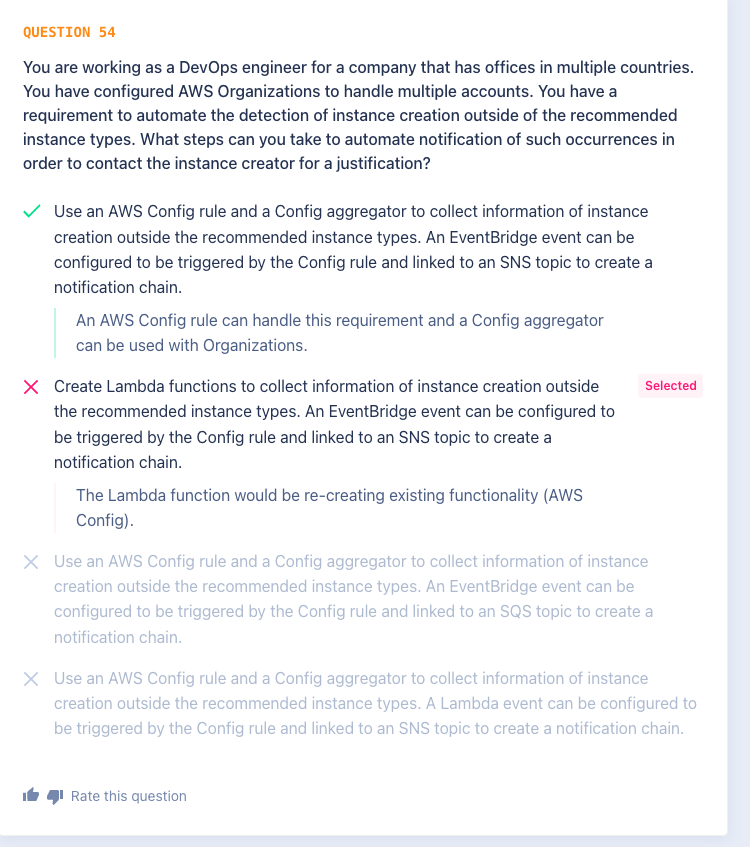 QUESTION 54
You are working as a DevOps engineer for a company that has offices in multiple countries.
You have configured AWS Organizations to handle multiple accounts. You have a
requirement to automate the detection of instance creation outside of the recommended
instance types. What steps can you take to automate notification of such occurrences in
order to contact the instance creator for a justification?
Use an AWS Config rule and a Config aggregator to collect information of instance
creation outside the recommended instance types. An EventBridge event can be
configured to be triggered by the Config rule and linked to an SNS topic to create a
notification chain.
An AWS Config rule can handle this requirement and a Config aggregator
can be used with Organizations.
Create Lambda functions to collect information of instance creation outside
the recommended instance types. An EventBridge event can be configured to
be triggered by the Config rule and linked to an SNS topic to create a
notification chain.
Selected
The Lambda function would be re-creating existing functionality (AWS
Config).
Use an AWS Config rule and a Config aggregator to collect information of instance
creation outside the recommended instance types. An EventBridge event can be
configured to be triggered by the Config rule and linked to an SQS topic to create a
notification chain.
Use an AWS Config rule and a Config aggregator to collect information of instance
creation outside the recommended instance types. A Lambda event can be configured to
be triggered by the Config rule and linked to an SNS topic to create a notification chain.
Rate this question